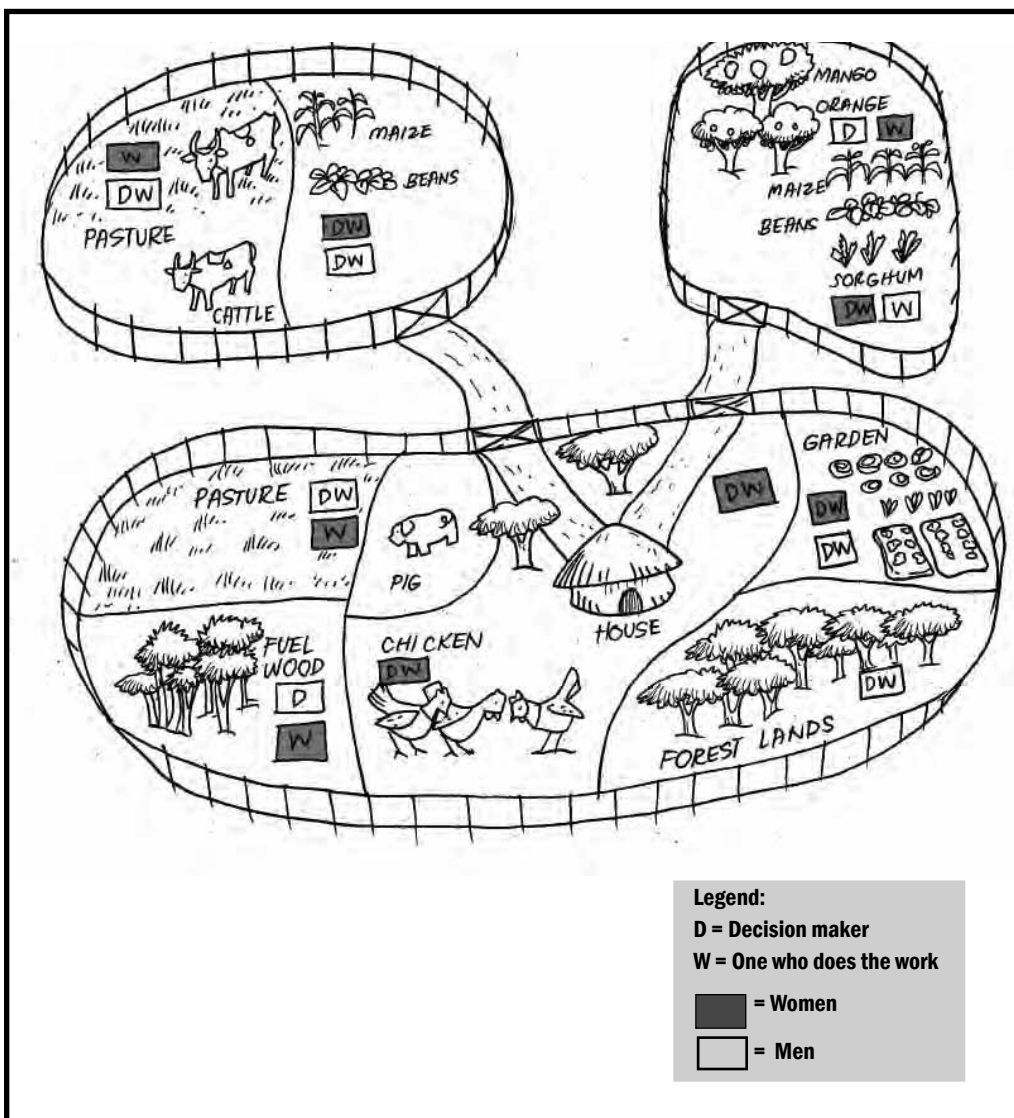 W
DW
PASTURE
CATTLE
MAIZE
BEANS
DW
DW
MANGO
ORANGE
D W
MAIZE
BEANS
SORGHUM
DW W
PASTURE DW
W
PIG
HOUSE
DW
GARDEN
DW
DW
FUEL
WOOD
D
W
CHICKEN
DW
DW
FOREST LANDS
Legend:
D = Decision maker
W = One who does the work
= Women
= Men